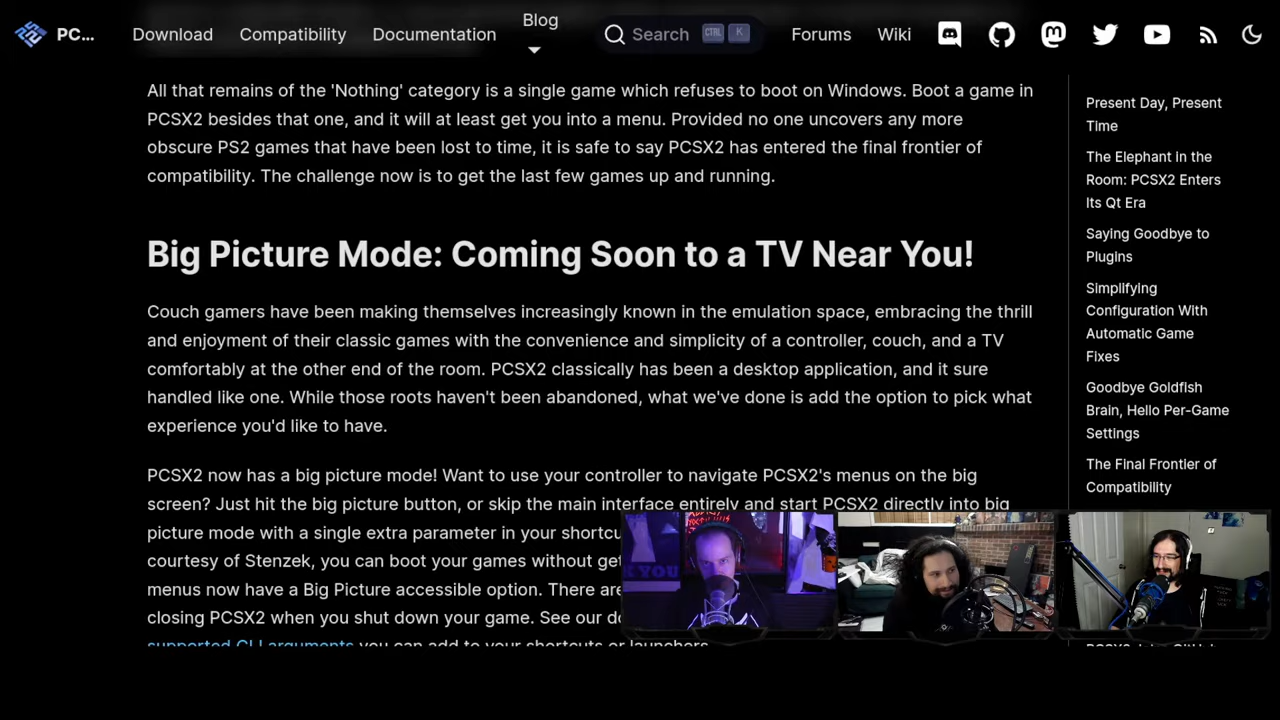 PC...
Download
Compatibility
Documentation
Blog
Search
CTRL
K
Forums
Wiki
All that remains of the 'Nothing' category is a single game which refuses to boot on Windows. Boot a game in
PCSX2 besides that one, and it will at least get you into a menu. Provided no one uncovers any more
obscure PS2 games that have been lost to time, it is safe to say PCSX2 has entered the final frontier of
compatibility. The challenge now is to get the last few games up and running.
Big Picture Mode: Coming Soon to a TV Near You!
Couch gamers have been making themselves increasingly known in the emulation space, embracing the thrill
and enjoyment of their classic games with the convenience and simplicity of a controller, couch, and a TV
comfortably at the other end of the room. PCSX2 classically has been a desktop application, and it sure
handled like one. While those roots haven't been abandoned, what we've done is add the option to pick what
experience you'd like to have.
PCSX2 now has a big picture mode! Want to use your controller to navigate PCSX2's menus on the big
screen? Just hit the big picture button, or skip the main interface entirely and start PCSX2 directly into big
picture mode with a single extra parameter in your shortcu
courtesy of Stenzek, you can boot your games without get
menus now have a Big Picture accessible option. There are
closing PCSX2 when you shut down your game. See our do
supported CLI arguments you can add to your shortcuts or launchers.
Present Day, Present
Time
The Elephant in the
Room: PCSX2 Enters
Its Qt Era
Saying Goodbye to
Plugins
Simplifying
Configuration With
Automatic Game
Fixes
Goodbye Goldfish
Brain, Hello Per-Game
Settings
The Final Frontier of
Compatibility